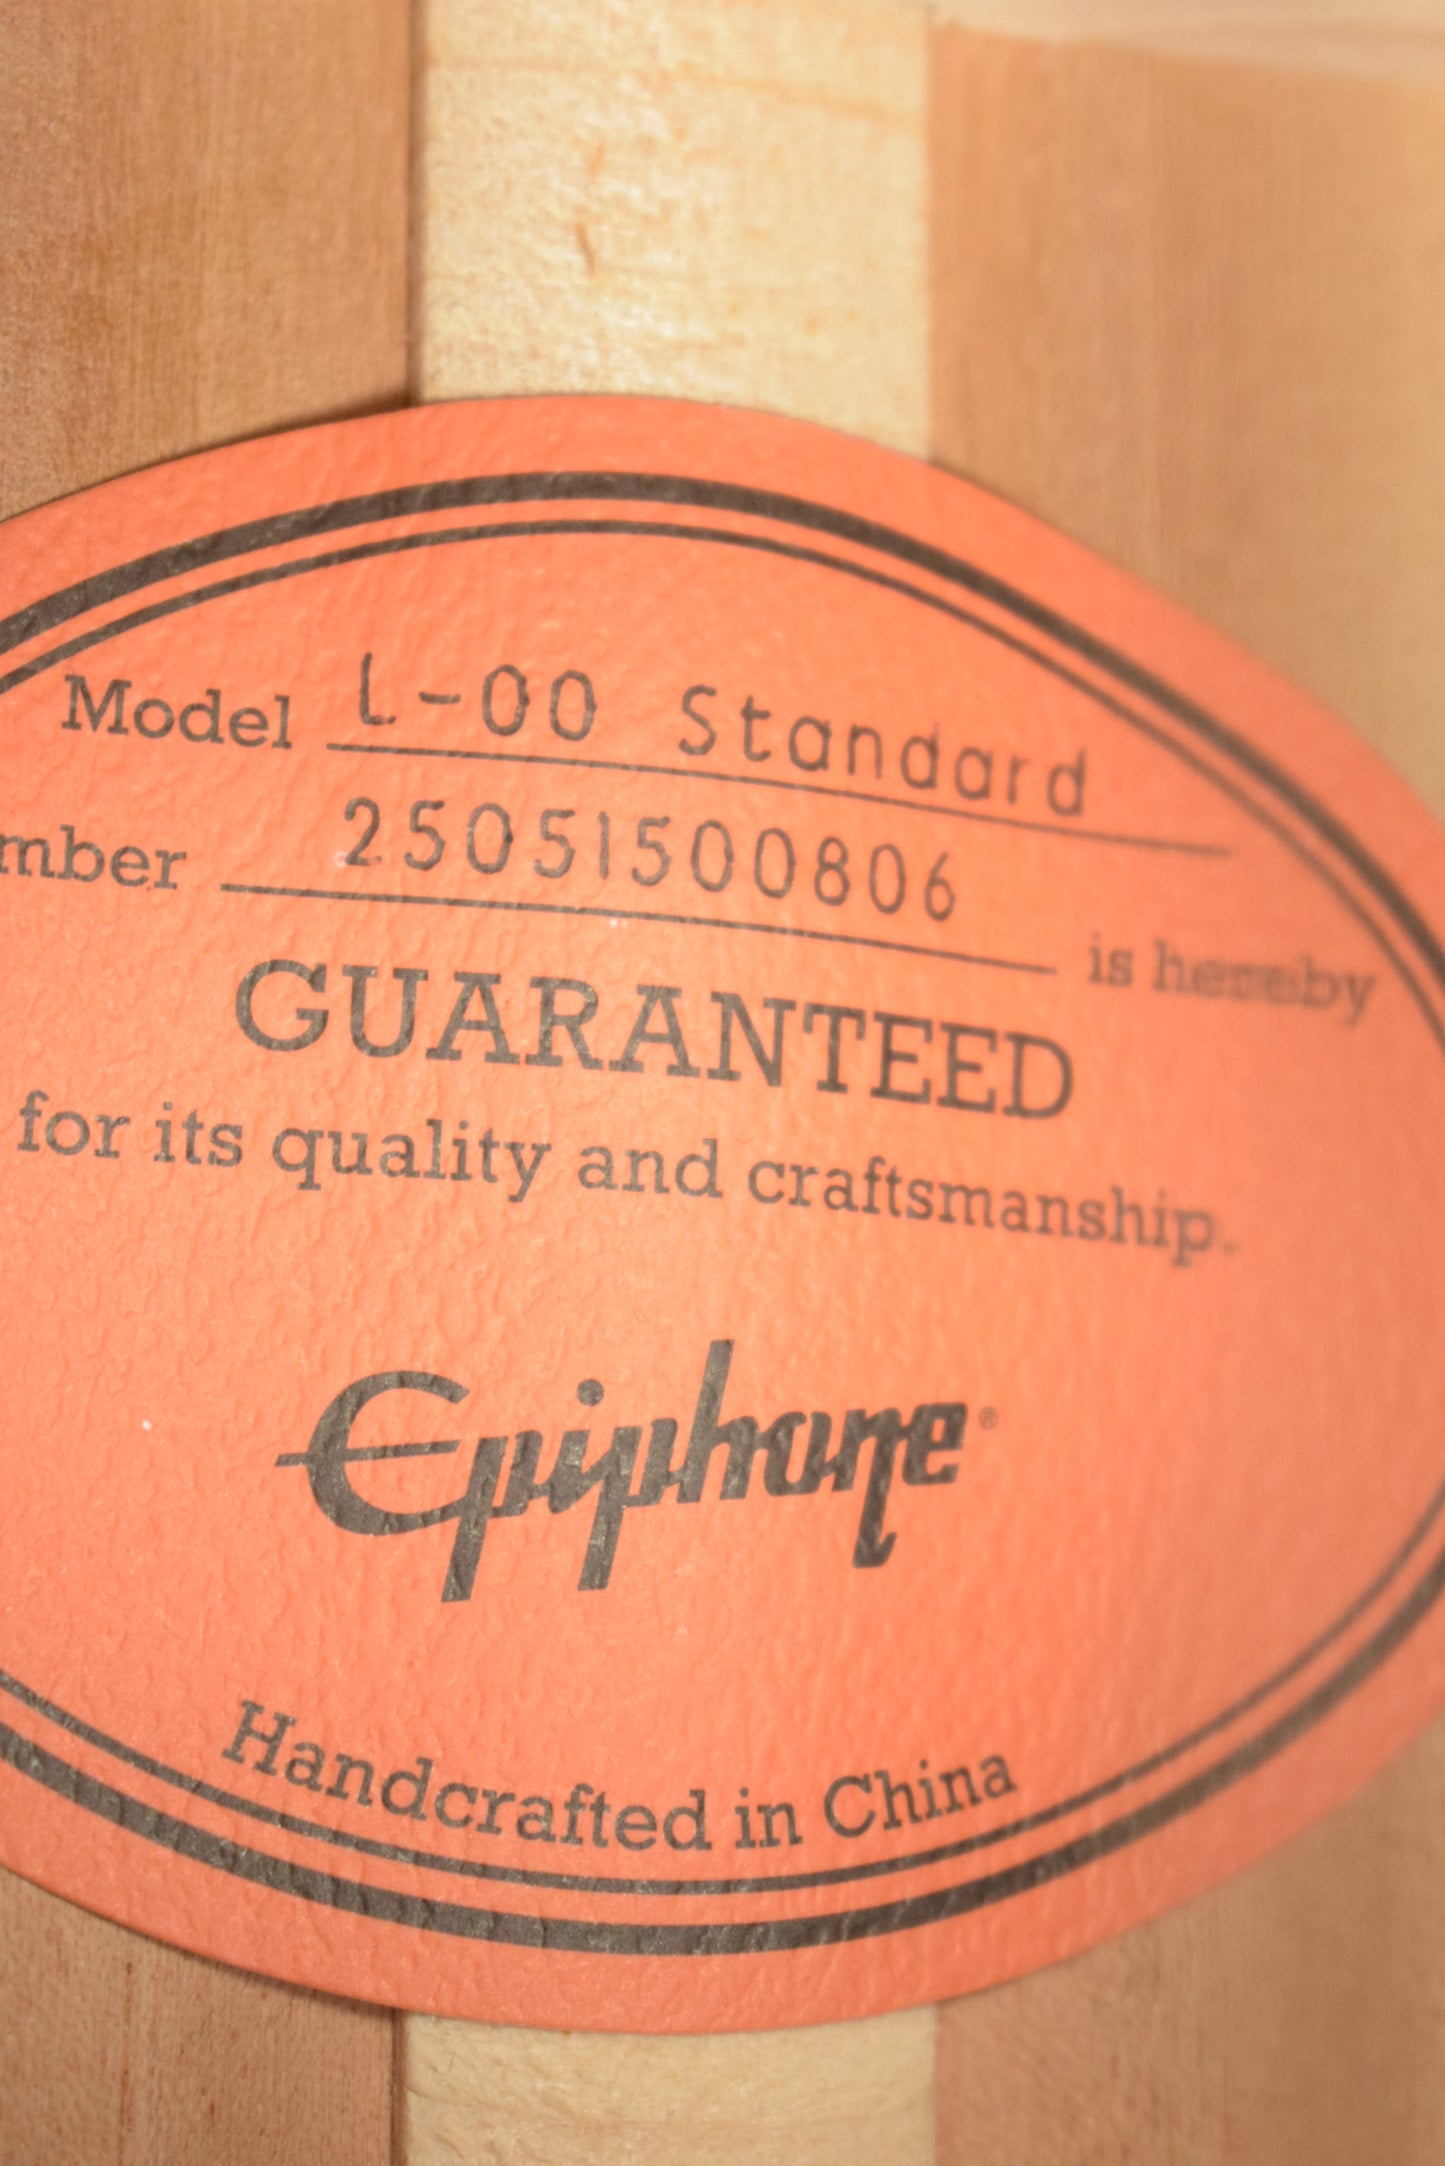 Model L-00 Standard
mber 25051500806 is hereby
GUARANTEED
for its quality and craftsmanship.
Epiphone®
Handcrafted in China